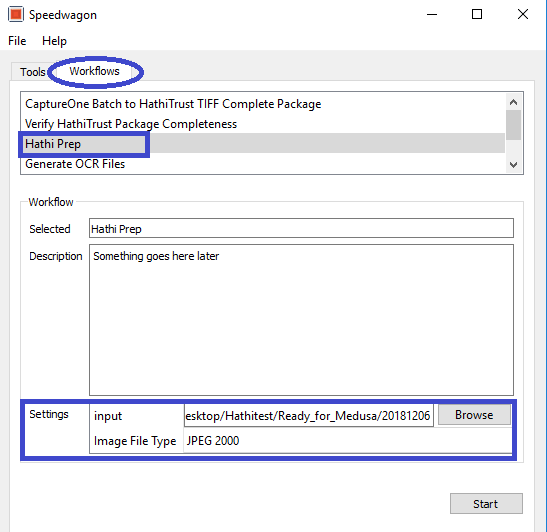 Speedwagon
File Help
Tools Workflows
CaptureOne Batch to HathiTrust TIFF Complete Package
Verify HathiTrust Package Completeness
Hathi Prep
Generate OCR Files
Workflow
Selected Hathi Prep
Description Something goes here later
Settings input esktop/Hathitest/Ready_for_Medusa/20181206 Browse
Image File Type JPEG 2000
Start